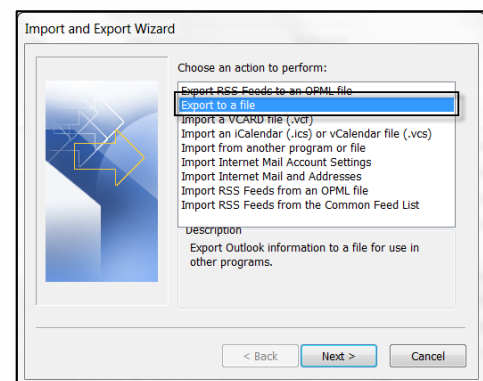 Import and Export Wizard
Choose an action to perform:
Export RSS Feeds to an OPML file
Export to a file
Import a VCARD file (.vcf)
Import an iCalendar (.ics) or vCalendar file (.vcs)
Import from another program or file
Import Internet Mail Account Settings
Import Internet Mail and Addresses
Import RSS Feeds from an OPML file
Import RSS Feeds from the Common Feed List
Description
Export Outlook information to a file for use in
other programs.
< Back
Next >
Cancel